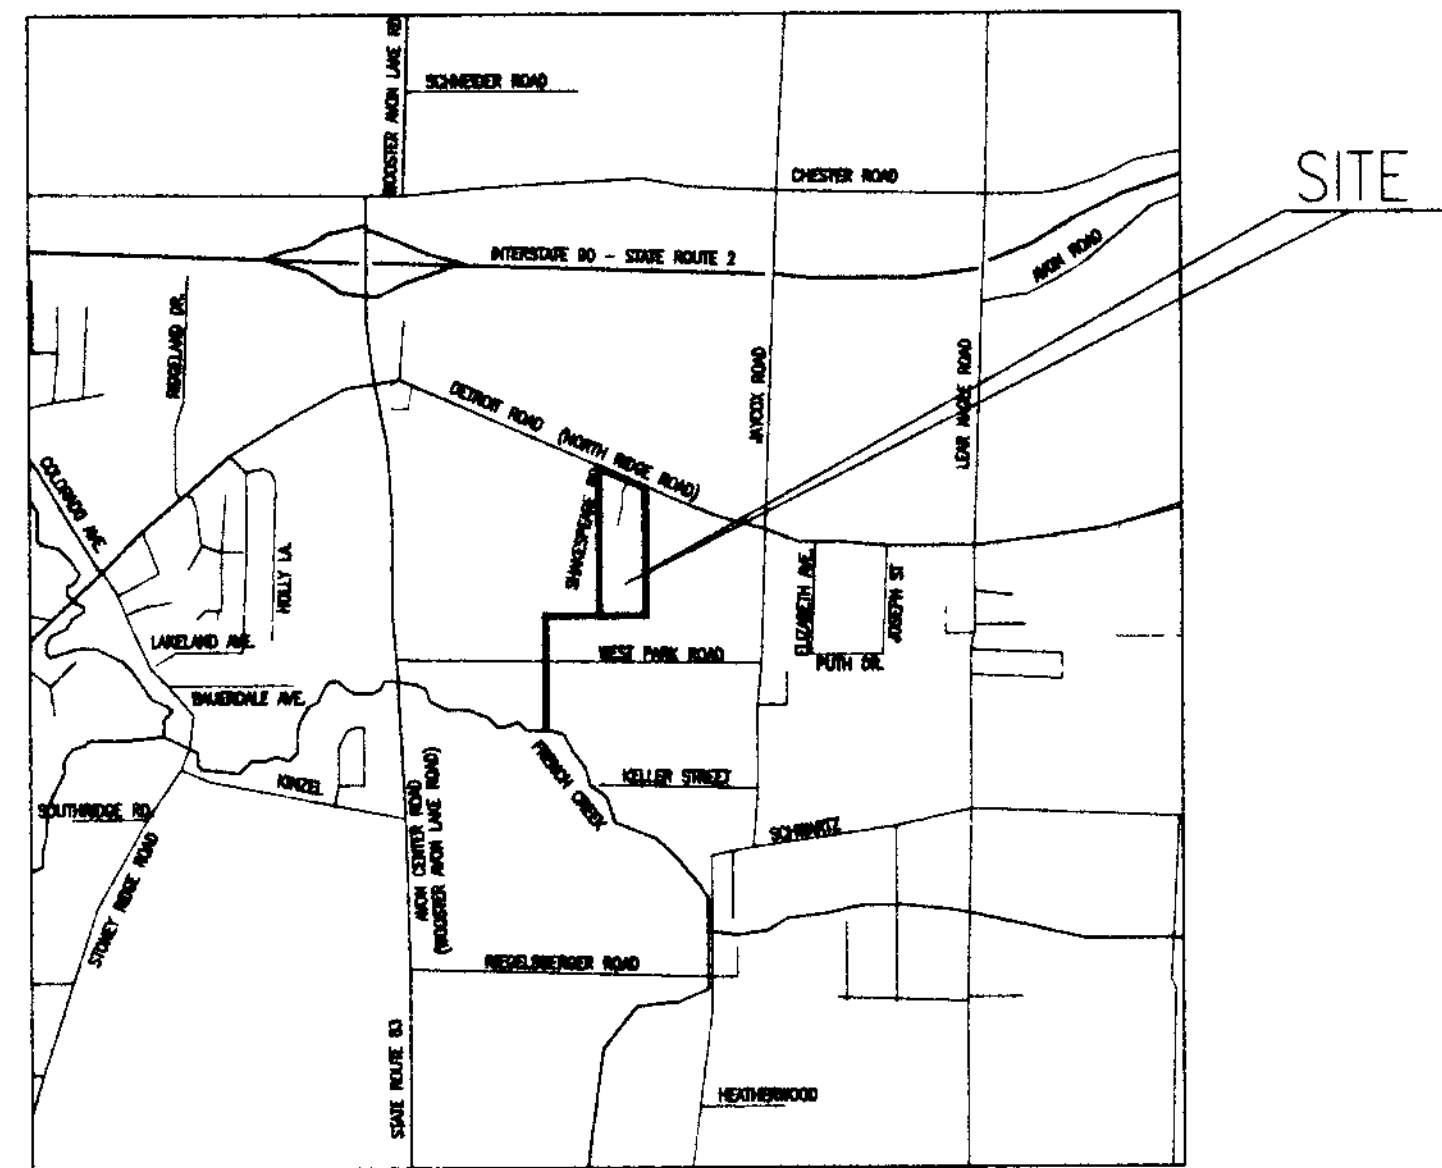 WOOSTER AVON LAKE RD
SCHNEIDER ROAD
SITE
CHESTER ROAD
INTERSTATE 90 - STATE ROUTE 2
AVON ROAD
RIDGELAND DR.
JAYCOX ROAD
LEAR NAGLE ROAD
DETROIT ROAD (NORTH RIDGE ROAD)
COLORADO AVE.
SHAKESPEARE
HOLLY LA.
ELIZABETH AVE.
JOSEPH ST
LAKELAND AVE.
WEST PARK ROAD
PUTH DR.
BAUERDALE AVE.
FRENCH CREEK
KELLER STREET
KINZEL
SOUTHRIDGE RD.
STONEY RIDGE ROAD
AVON CENTER ROAD
(WOOSTER AVON LAKE ROAD)
SCHWARTZ
RIEGELSBERGER ROAD
STATE ROUTE 83
HEATHERWOOD